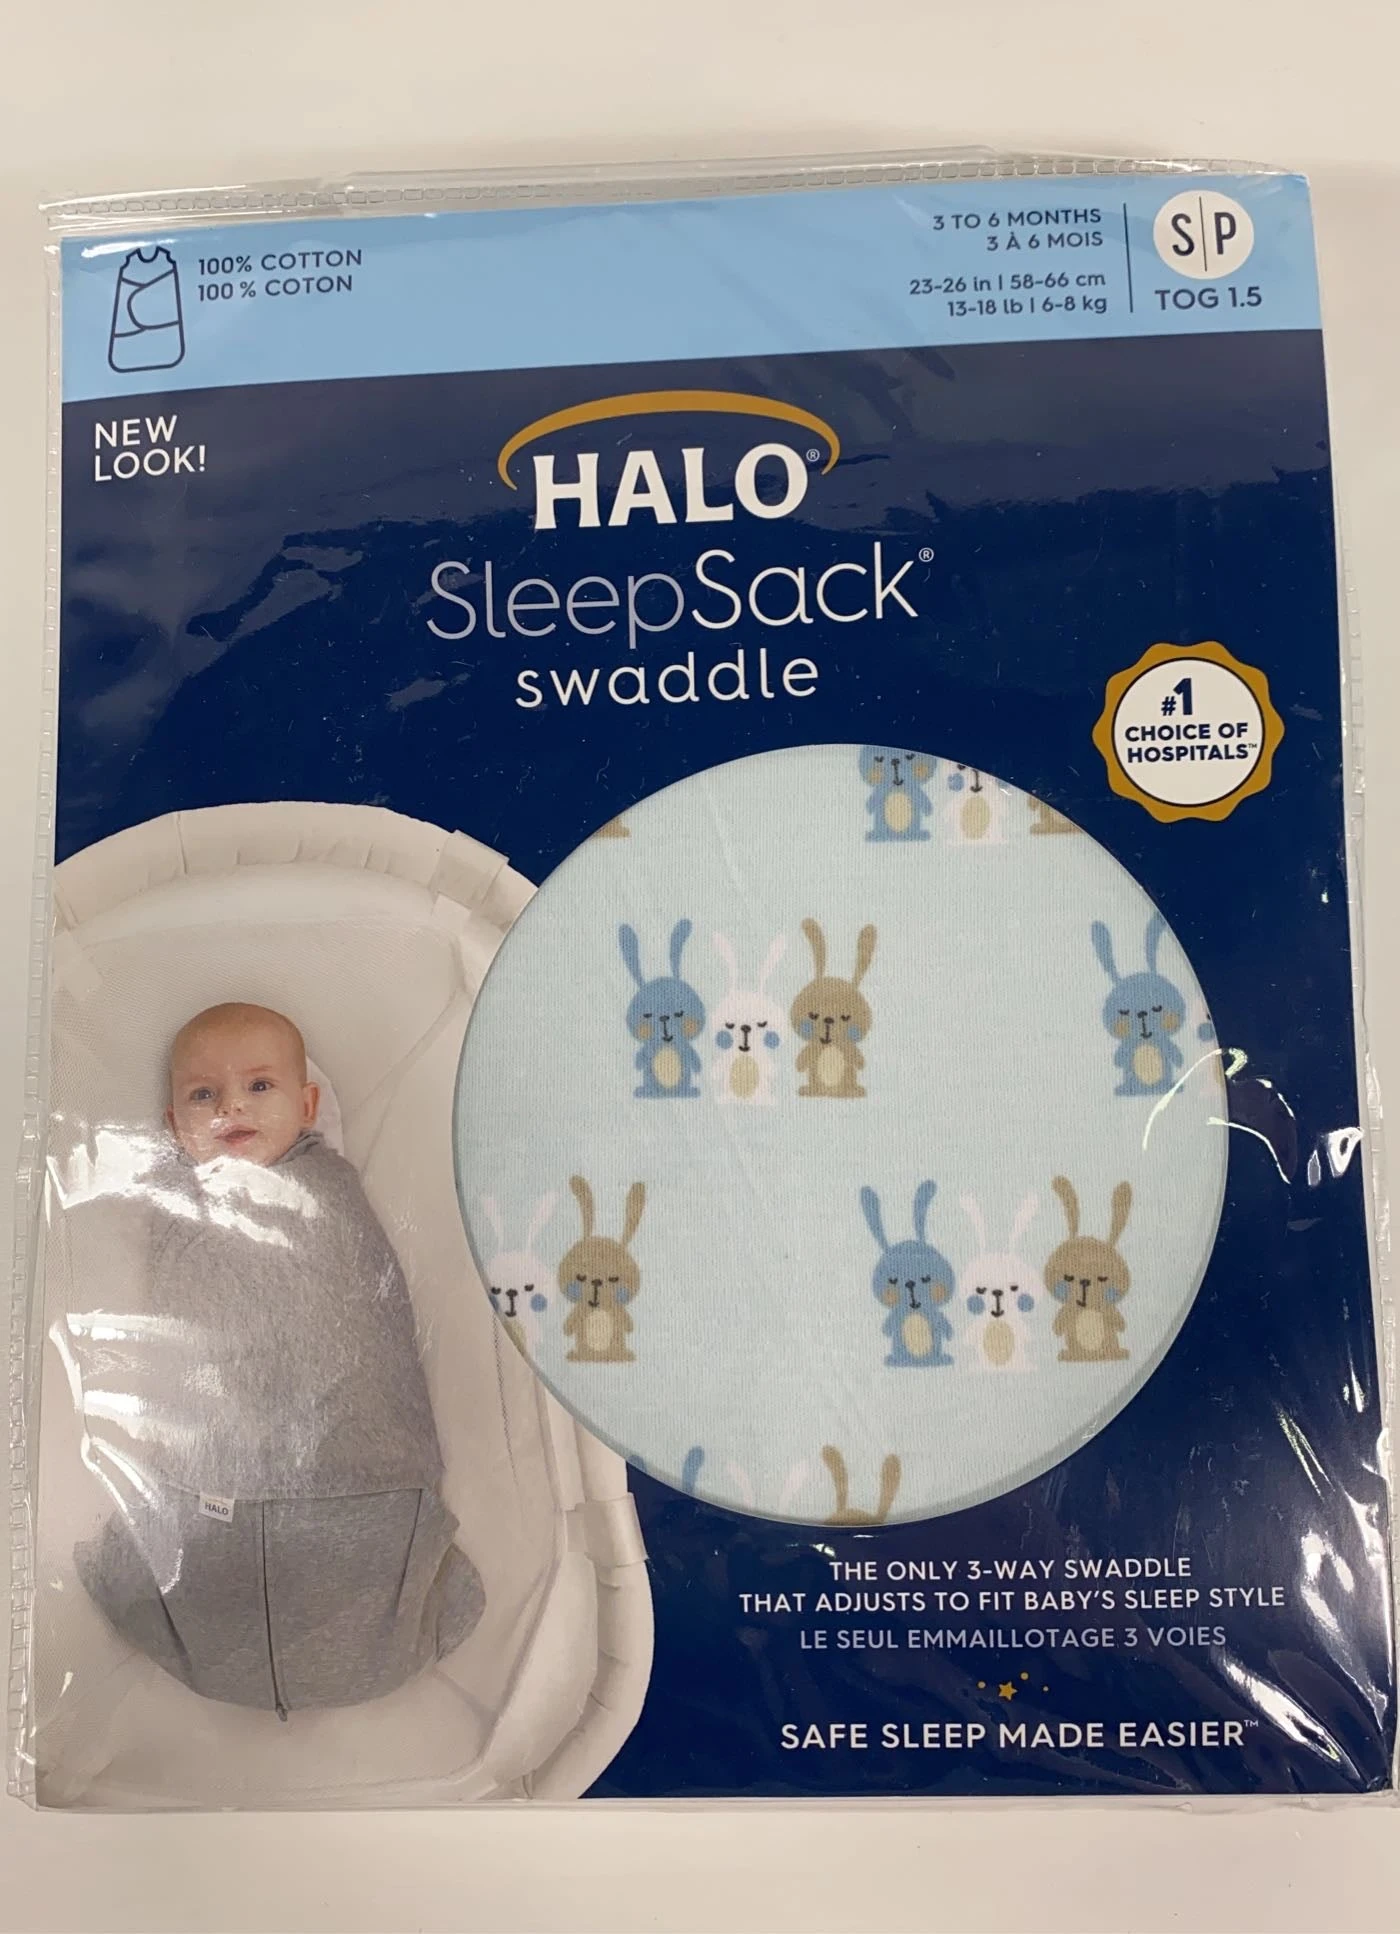 100% COTTON
100 % COTON
3 TO 6 MONTHS
3 À 6 MOIS
23-26 in | 58-66 cm
13-18 lb | 6-8 kg
S|P
TOG 1.5
NEW
LOOK!
HALO®
SleepSack®
swaddle
#1
CHOICE OF
HOSPITALS™
HALO
THE ONLY 3-WAY SWADDLE
THAT ADJUSTS TO FIT BABY'S SLEEP STYLE
LE SEUL EMMAILLOTAGE 3 VOIES
SAFE SLEEP MADE EASIER™